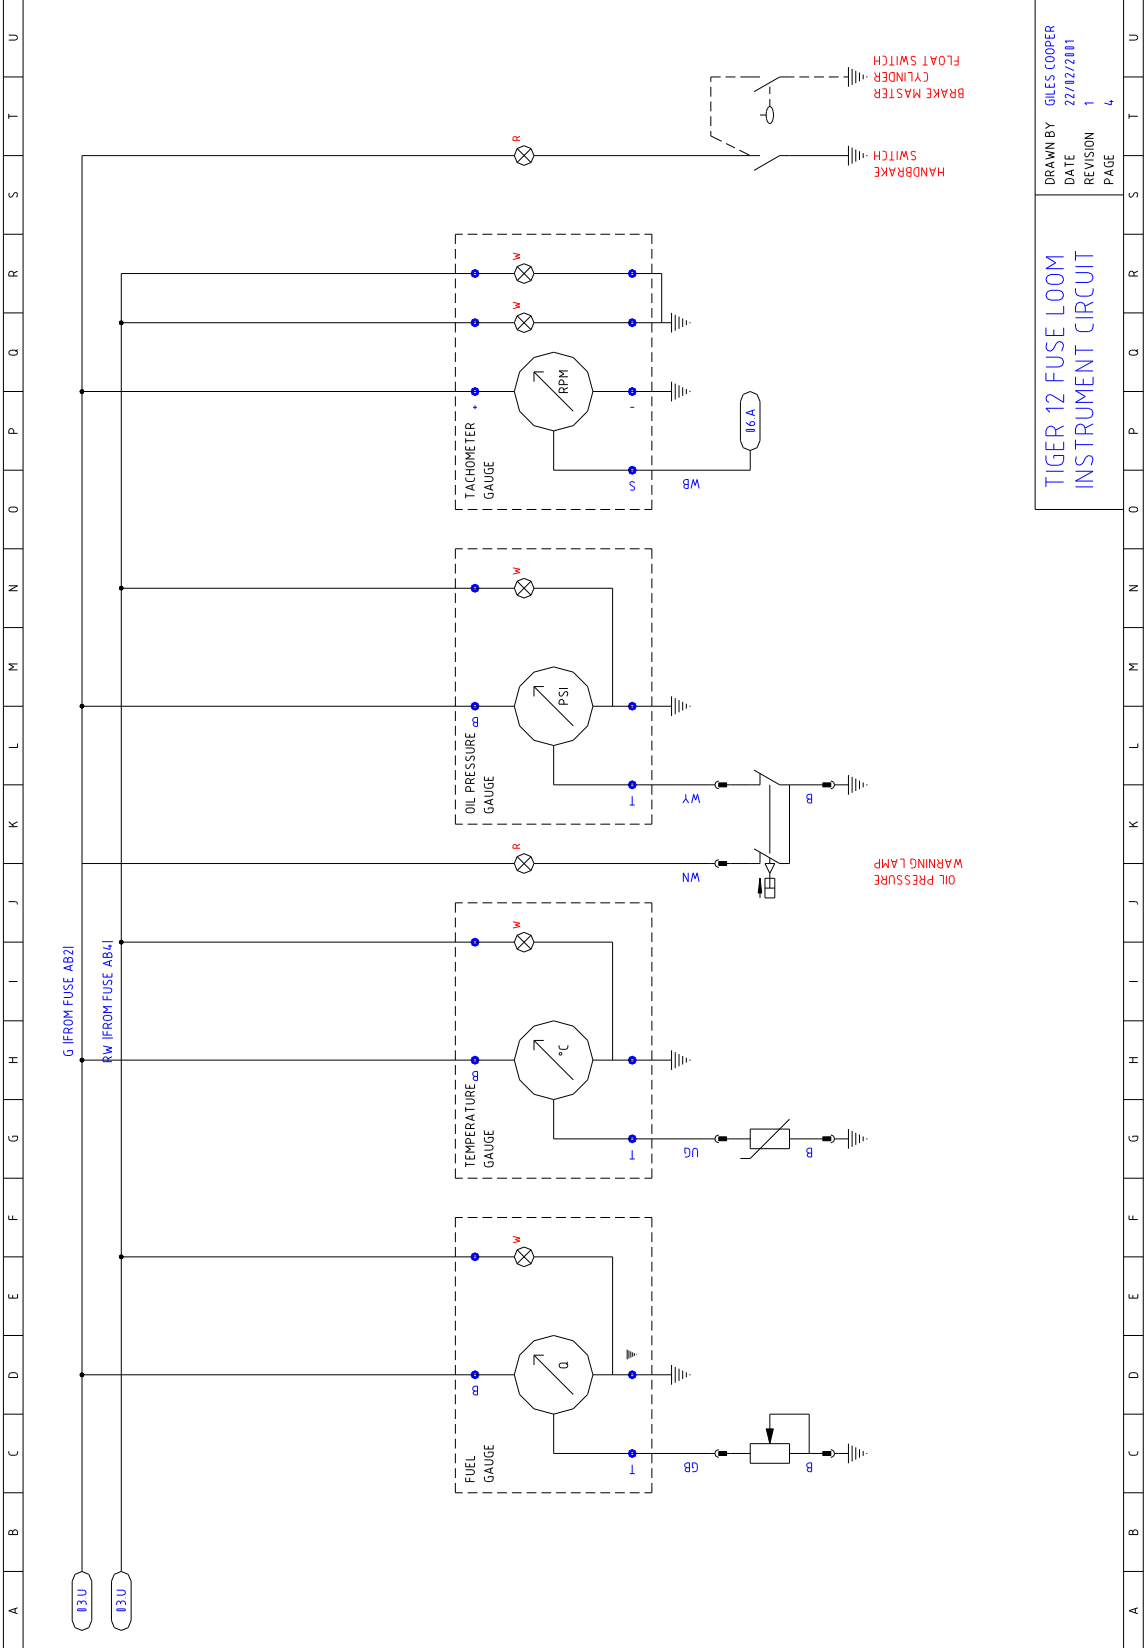 A B C D E F G H I J K L M N O P Q R S T U
03.U
03.U
G (FROM FUSE AB2)
RW (FROM FUSE AB4)
FUEL
GAUGE
B
Q
W
T
GB
B
TEMPERATURE
GAUGE
B
°C
W
T
UG
B
R
WN
OIL PRESSURE
WARNING LAMP
OIL PRESSURE
GAUGE
B
PSI
W
T
WY
B
TACHOMETER
GAUGE
+
RPM
W
W
S
-
WB
06.A
R
HANDBRAKE
SWITCH
BRAKE MASTER
CYLINDER
FLOAT SWITCH
TIGER 12 FUSE LOOM
INSTRUMENT CIRCUIT
DRAWN BY GILES COOPER
DATE 22/02/2001
REVISION 1
PAGE 4
A B C D E F G H I J K L M N O P Q R S T U